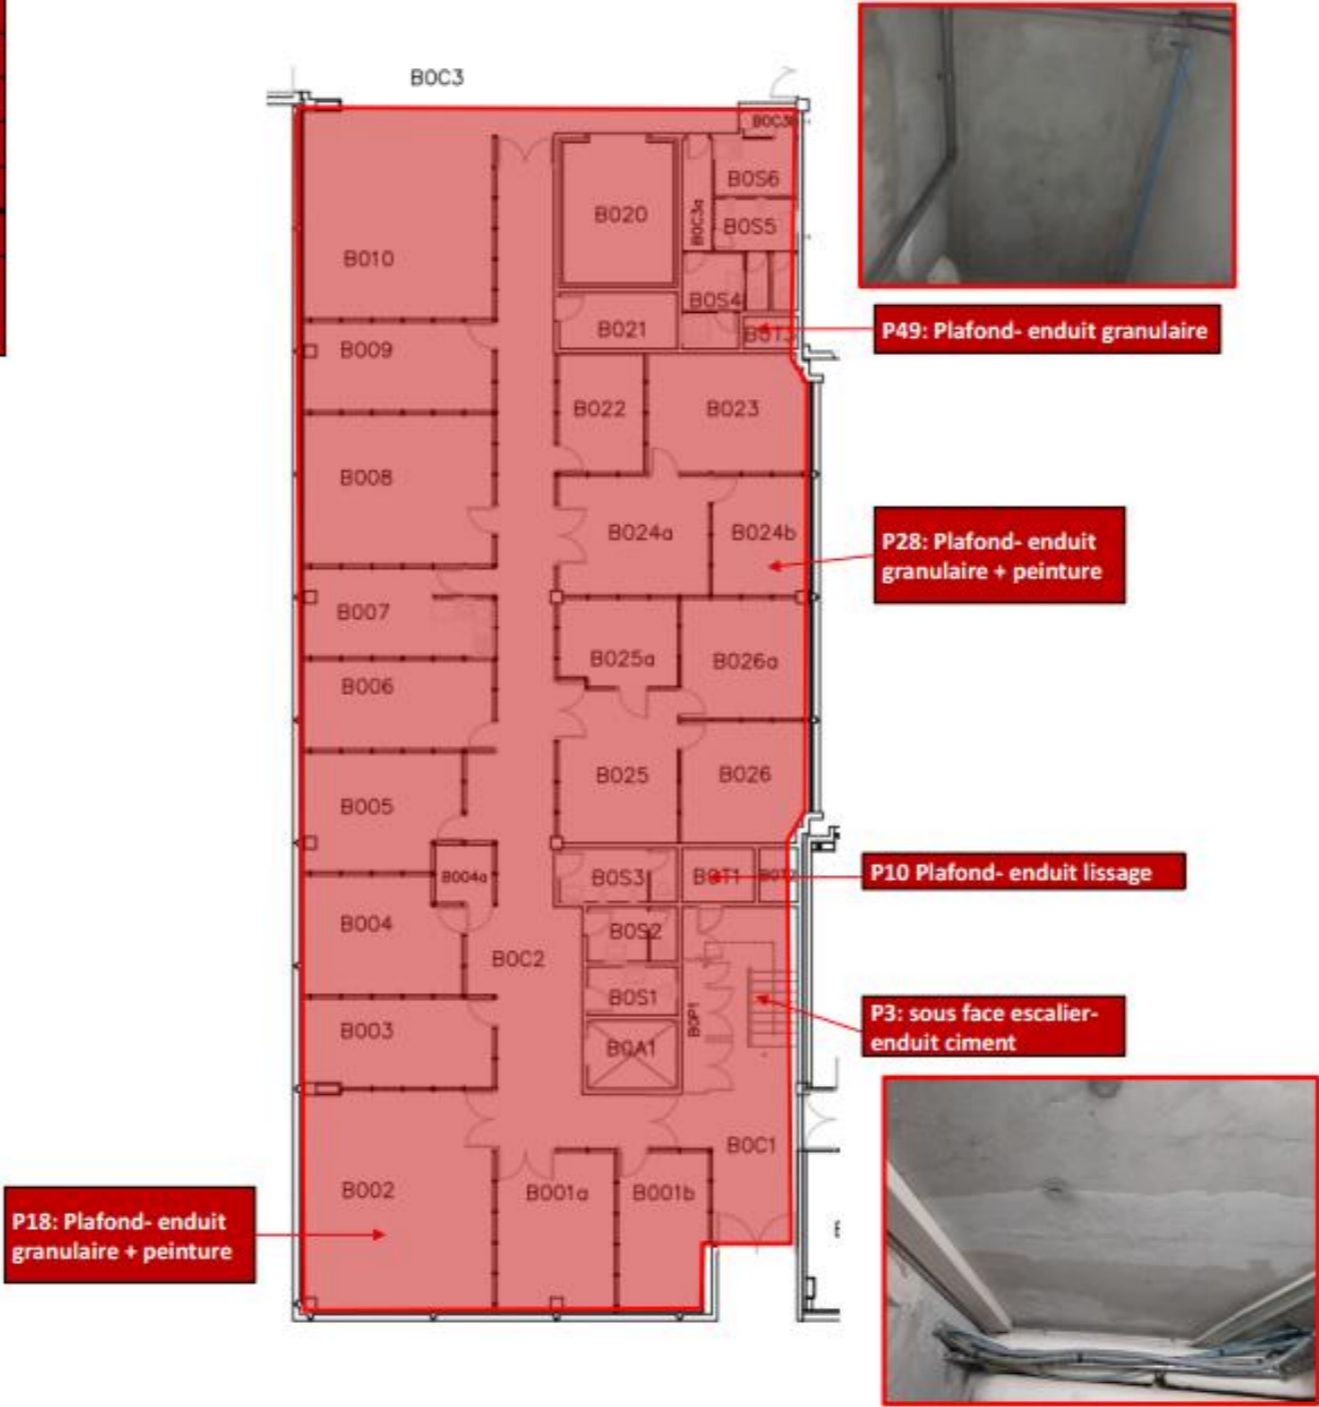 B0C3
B0C3b
B0S6
B020
B0C3a
B0S5
B010
B0S4
B021
B0T3
P49: Plafond- enduit granulaire
B009
B022
B023
B008
B024a
B024b
P28: Plafond- enduit
granulaire + peinture
B007
B025a
B026a
B006
B025
B026
B005
B004a
B0S3
B0T1
B0T2
P10 Plafond- enduit lissage
B004
B0S2
B0C2
B0S1
B0P1
P3: sous face escalier-
enduit ciment
B003
B0A1
B0C1
B002
B001a
B001b
P18: Plafond- enduit
granulaire + peinture